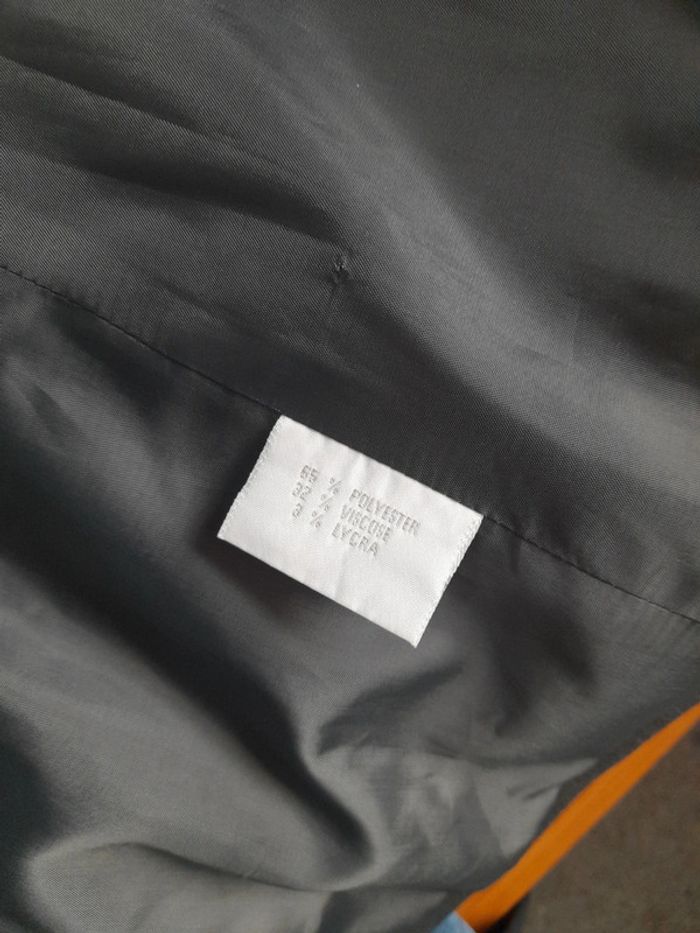 65 % POLYESTER
32 % VISCOSE
3 % LYCRA